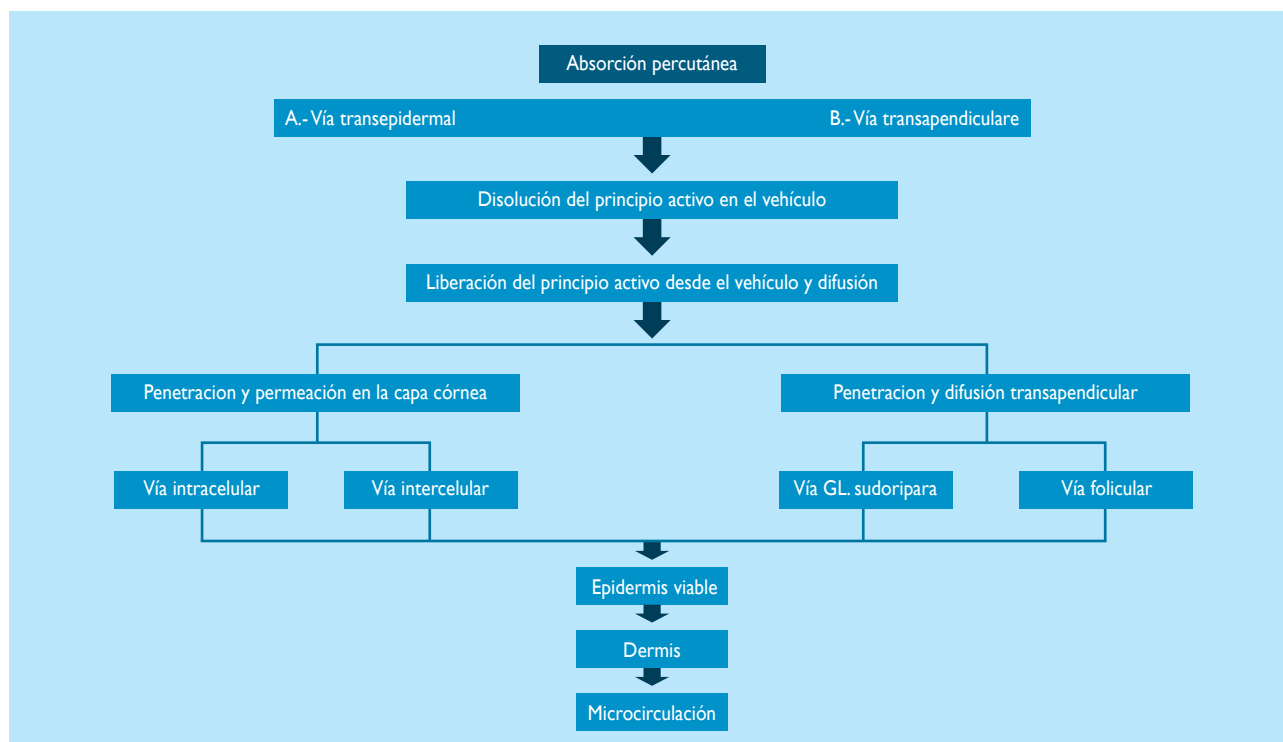 Absorción percutánea
A.- Vía transepidermal
B.- Vía transapendiculare
Disolución del principio activo en el vehículo
Liberación del principio activo desde el vehículo y difusión
Penetracion y permeación en la capa córnea
Penetracion y difusión transapendicular
Vía intracelular
Vía intercelular
Vía GL. sudoripara
Vía folicular
Epidermis viable
Dermis
Microcirculación